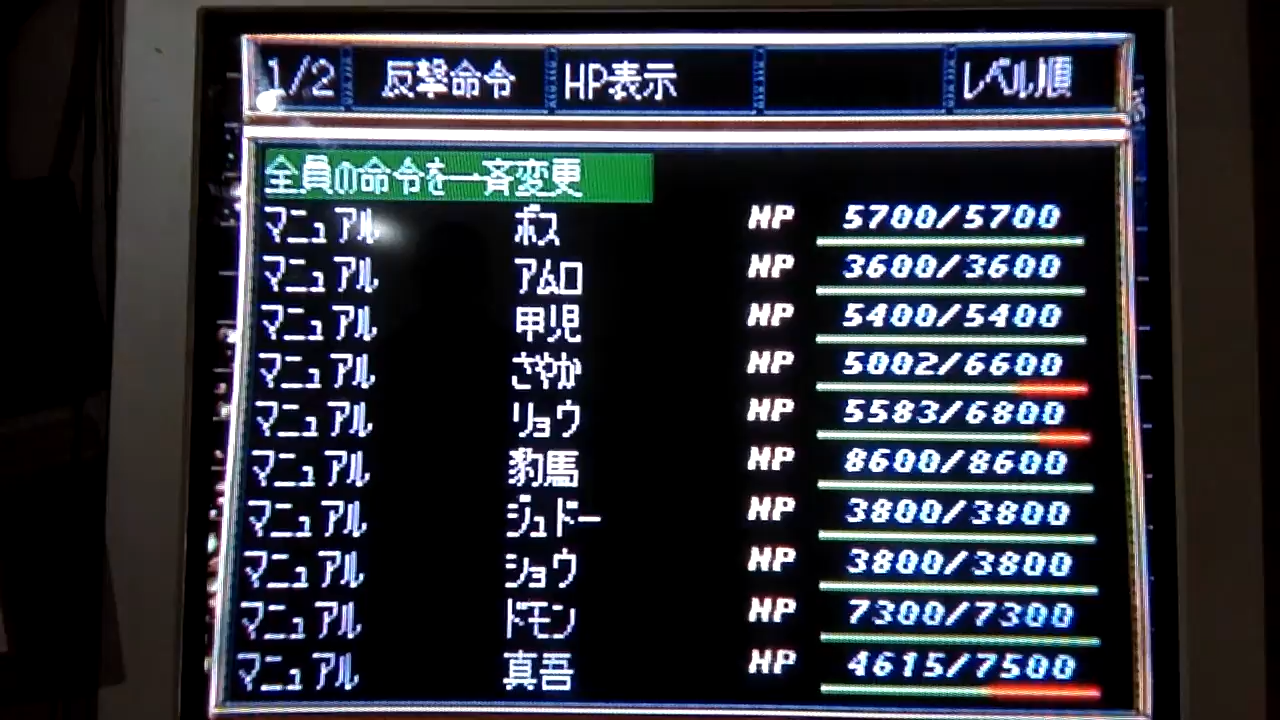 1/2 反撃命令 HP表示 レベル順
全員の命令を一斉変更
マニュアル ボス HP 5700/5700
マニュアル アムロ HP 3600/3600
マニュアル 甲児 HP 5400/5400
マニュアル さやか HP 5002/6600
マニュアル リョウ HP 5583/6800
マニュアル 豹馬 HP 8600/8600
マニュアル ジュドー HP 3800/3800
マニュアル ショウ HP 3800/3800
マニュアル ドモン HP 7300/7300
マニュアル 真吾 HP 4615/7500